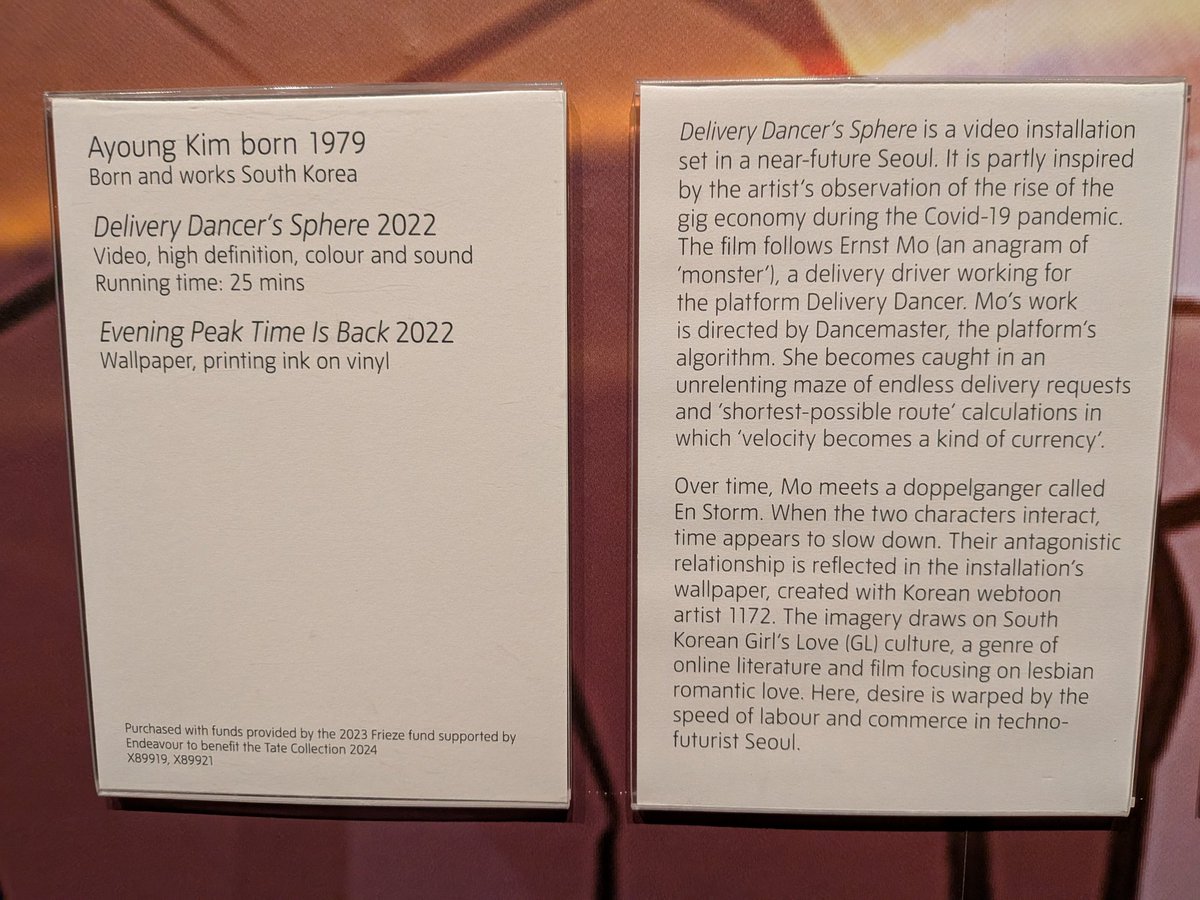 Ayoung Kim born 1979
Born and works South Korea
Delivery Dancer's Sphere 2022
Video, high definition, colour and sound
Running time: 25 mins
Evening Peak Time Is Back 2022
Wallpaper, printing ink on vinyl
Purchased with funds provided by the 2023 Frieze fund supported by
Endeavour to benefit the Tate Collection 2024
X89919, X89921
Delivery Dancer's Sphere is a video installation
set in a near-future Seoul. It is partly inspired
by the artist's observation of the rise of the
gig economy during the Covid-19 pandemic.
The film follows Ernst Mo (an anagram of
'monster'), a delivery driver working for
the platform Delivery Dancer. Mo's work
is directed by Dancemaster, the platform's
algorithm. She becomes caught in an
unrelenting maze of endless delivery requests
and 'shortest-possible route' calculations in
which 'velocity becomes a kind of currency'.
Over time, Mo meets a doppelganger called
En Storm. When the two characters interact,
time appears to slow down. Their antagonistic
relationship is reflected in the installation's
wallpaper, created with Korean webtoon
artist 1172. The imagery draws on South
Korean Girl's Love (GL) culture, a genre of
online literature and film focusing on lesbian
romantic love. Here, desire is warped by the
speed of labour and commerce in techno-
futurist Seoul.